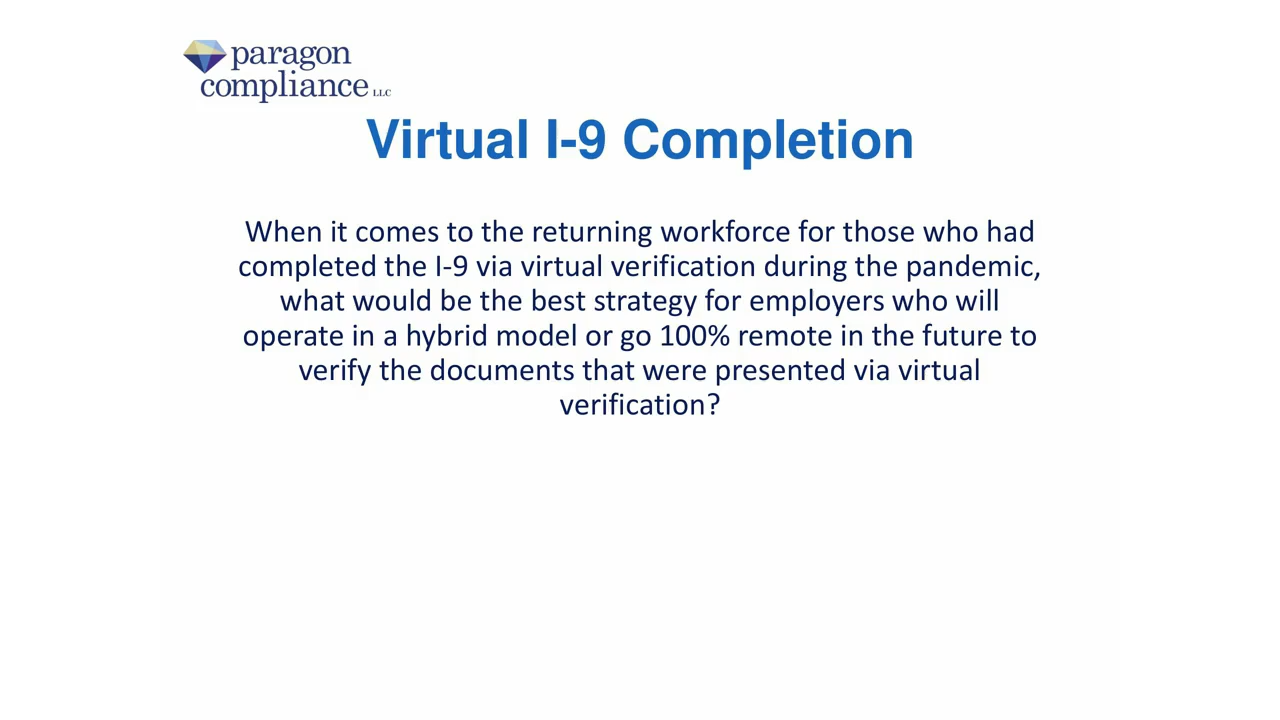 paragon
compliance LLC
Virtual I-9 Completion
When it comes to the returning workforce for those who had
completed the I-9 via virtual verification during the pandemic,
what would be the best strategy for employers who will
operate in a hybrid model or go 100% remote in the future to
verify the documents that were presented via virtual
verification?